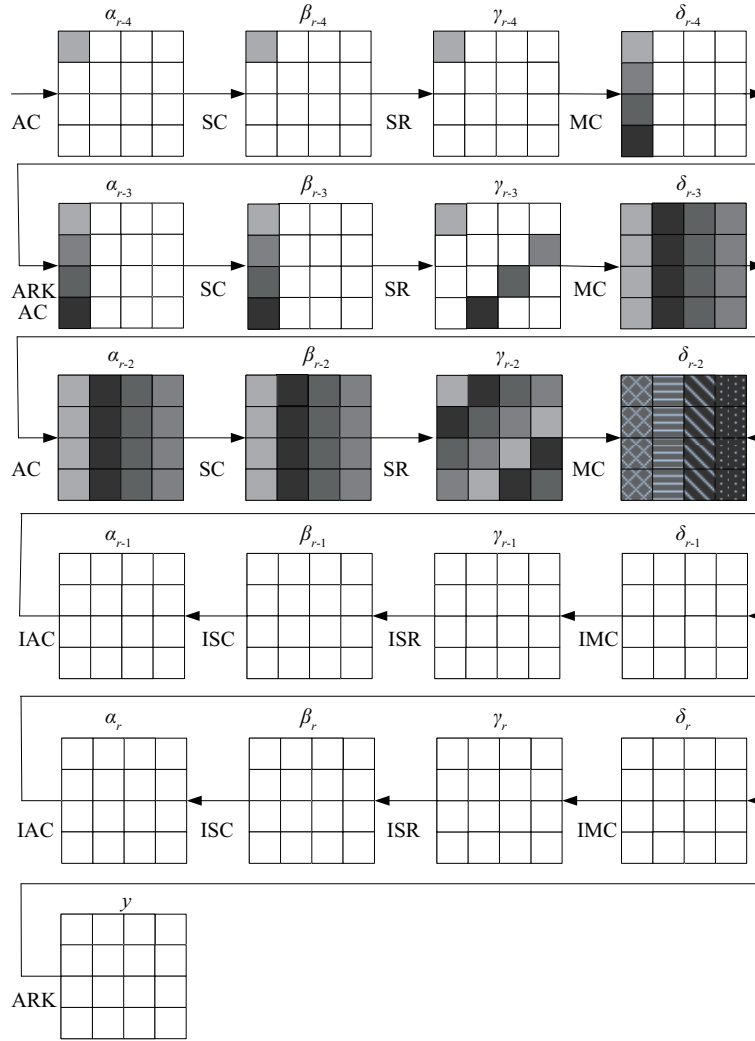 α_{r-4} β_{r-4} γ_{r-4} δ_{r-4}
AC SC SR MC
α_{r-3} β_{r-3} γ_{r-3} δ_{r-3}
ARK SC SR MC
AC
α_{r-2} β_{r-2} γ_{r-2} δ_{r-2}
AC SC SR MC
α_{r-1} β_{r-1} γ_{r-1} δ_{r-1}
IAC ISC ISR IMC
α_r β_r γ_r δ_r
IAC ISC ISR IMC
y
ARK